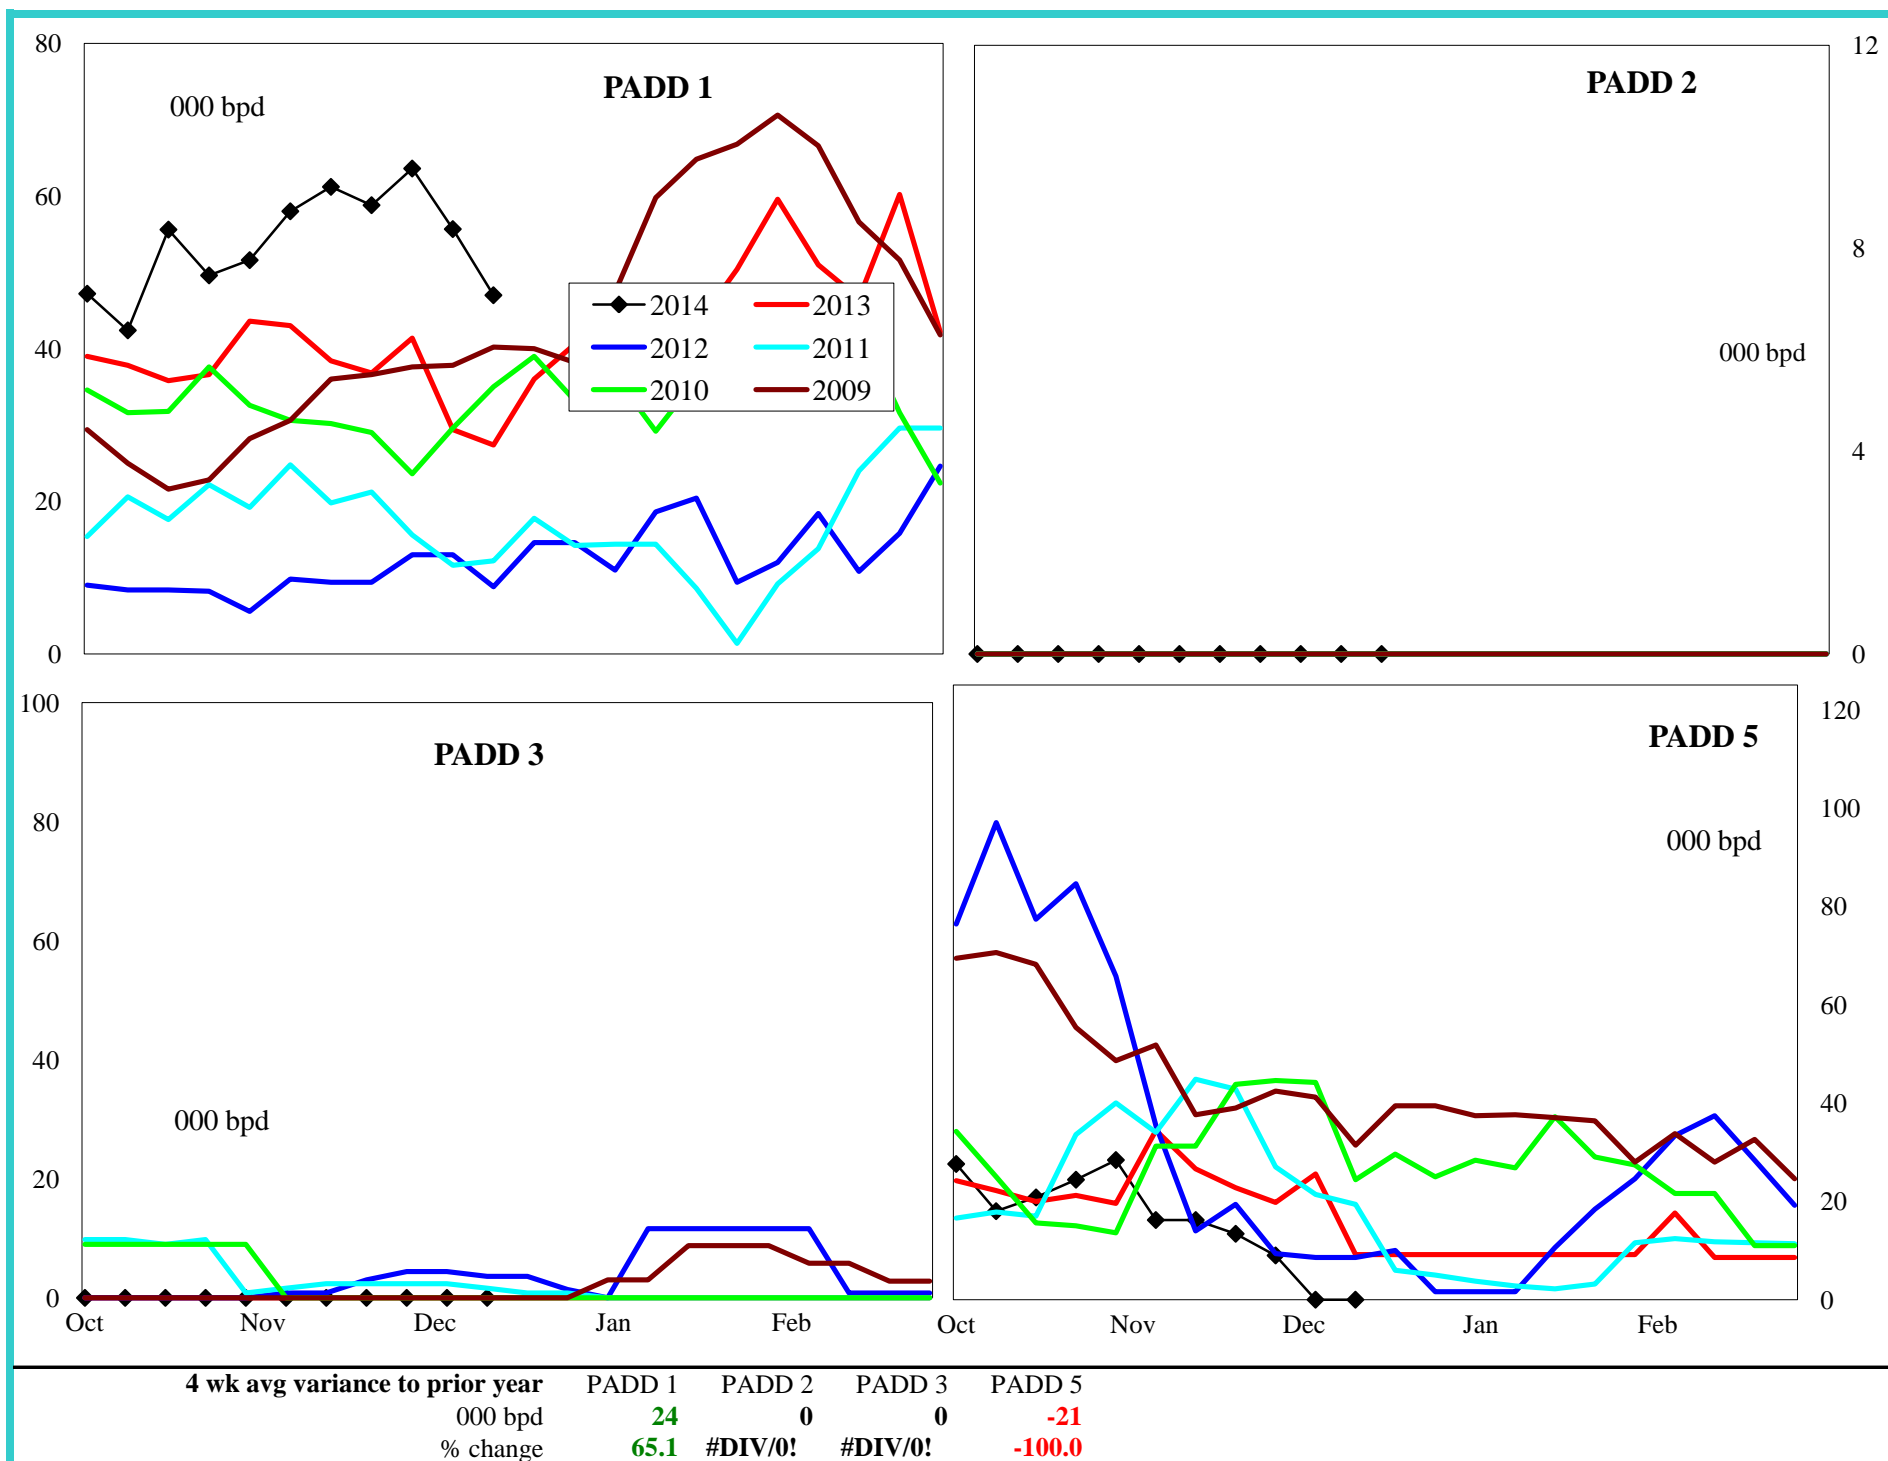 80
60
40
20
0
000 bpd
PADD 1
2014
2013
2012
2011
2010
2009
PADD 2
000 bpd
12
8
4
0
100
80
60
40
20
0
PADD 3
000 bpd
Oct Nov Dec Jan Feb
PADD 5
000 bpd
120
100
80
60
40
20
0
Oct Nov Dec Jan Feb
4 wk avg variance to prior year PADD 1 PADD 2 PADD 3 PADD 5
000 bpd 24 0 0 -21
% change 65.1 #DIV/0! #DIV/0! -100.0